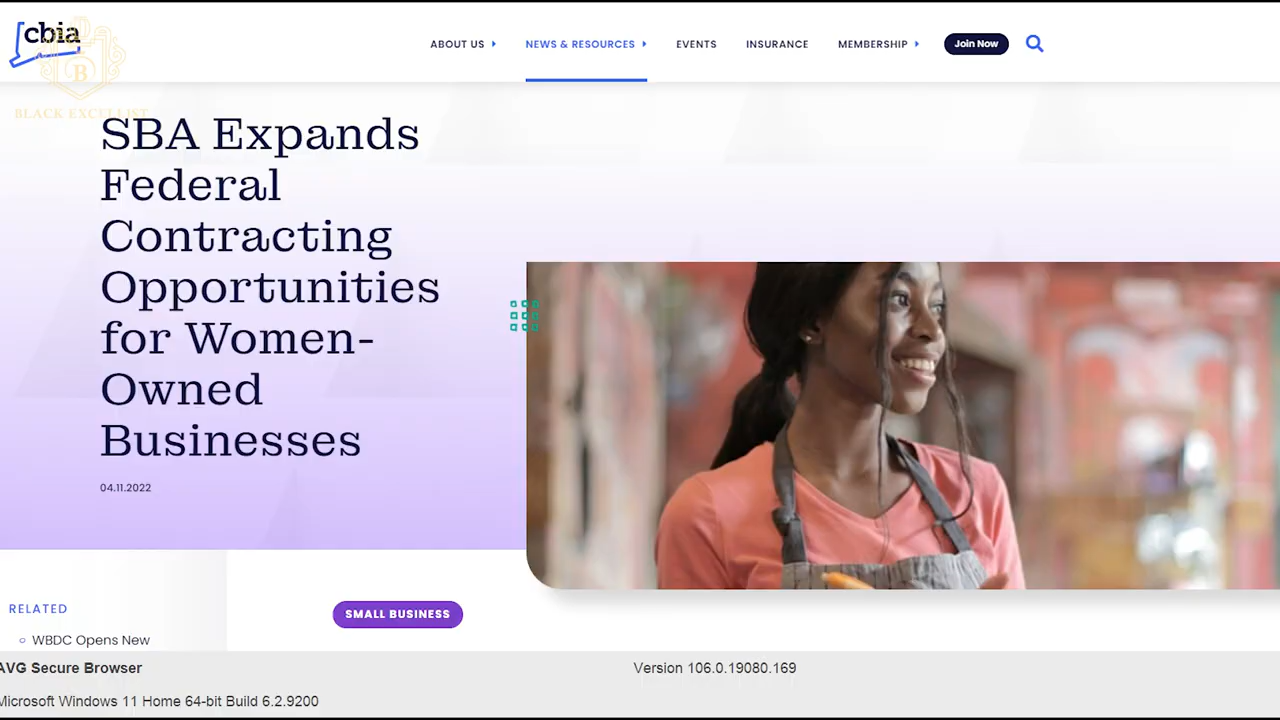 cbia
B
BLACK EXCELLIST
ABOUT US
NEWS & RESOURCES
EVENTS
INSURANCE
MEMBERSHIP
Join Now
SBA Expands
Federal
Contracting
Opportunities
for Women-
Owned
Businesses
04.11.2022
RELATED
WBDC Opens New
SMALL BUSINESS
AVG Secure Browser
Version 106.0.19080.169
Microsoft Windows 11 Home 64-bit Build 6.2.9200